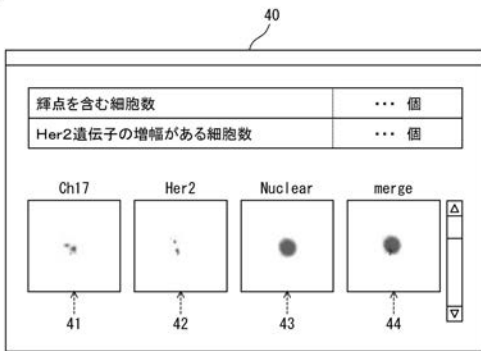 40
輝点を含む細胞数 ··· 個
Her2遺伝子の増幅がある細胞数 ··· 個
Ch17 Her2 Nuclear merge
41 42 43 44